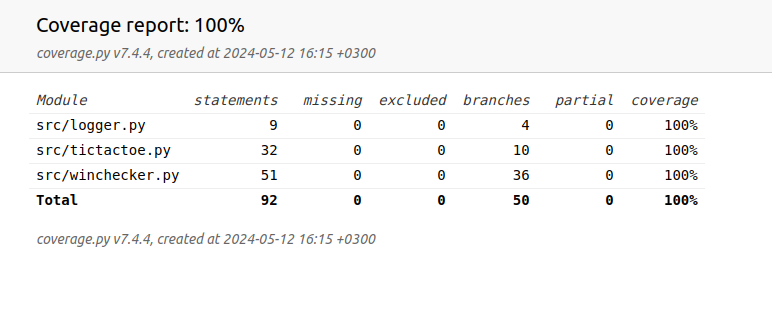 Coverage report: 100%
coverage.py v7.4.4, created at 2024-05-12 16:15 +0300
Module statements missing excluded branches partial coverage
src/logger.py 9 0 0 4 0 100%
src/tictactoe.py 32 0 0 10 0 100%
src/winchecker.py 51 0 0 36 0 100%
Total 92 0 0 50 0 100%
coverage.py v7.4.4, created at 2024-05-12 16:15 +0300